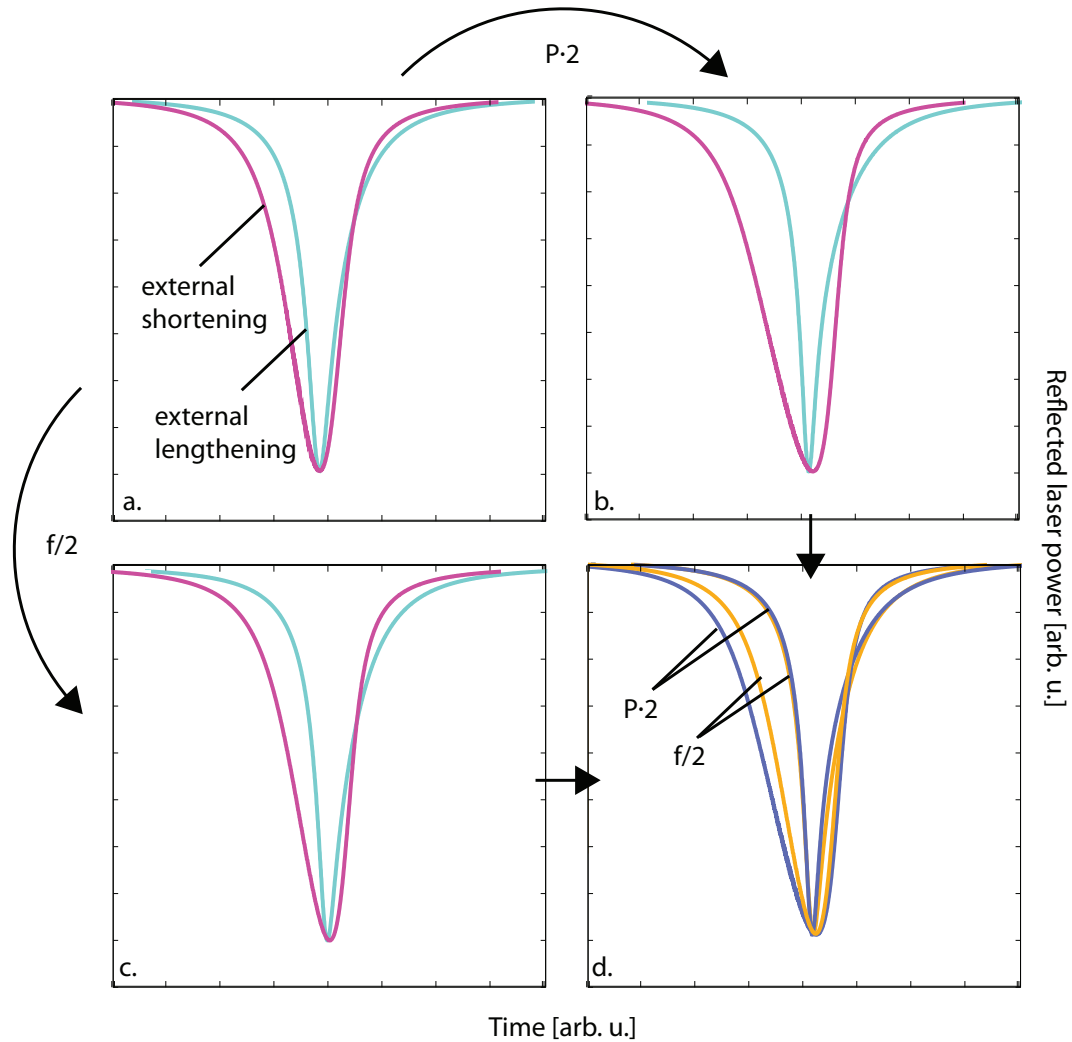 P·2
external
shortening
external
lengthening
a.
b.
f/2
P·2
f/2
c.
d.
Reflected laser power [arb. u.]
Time [arb. u.]